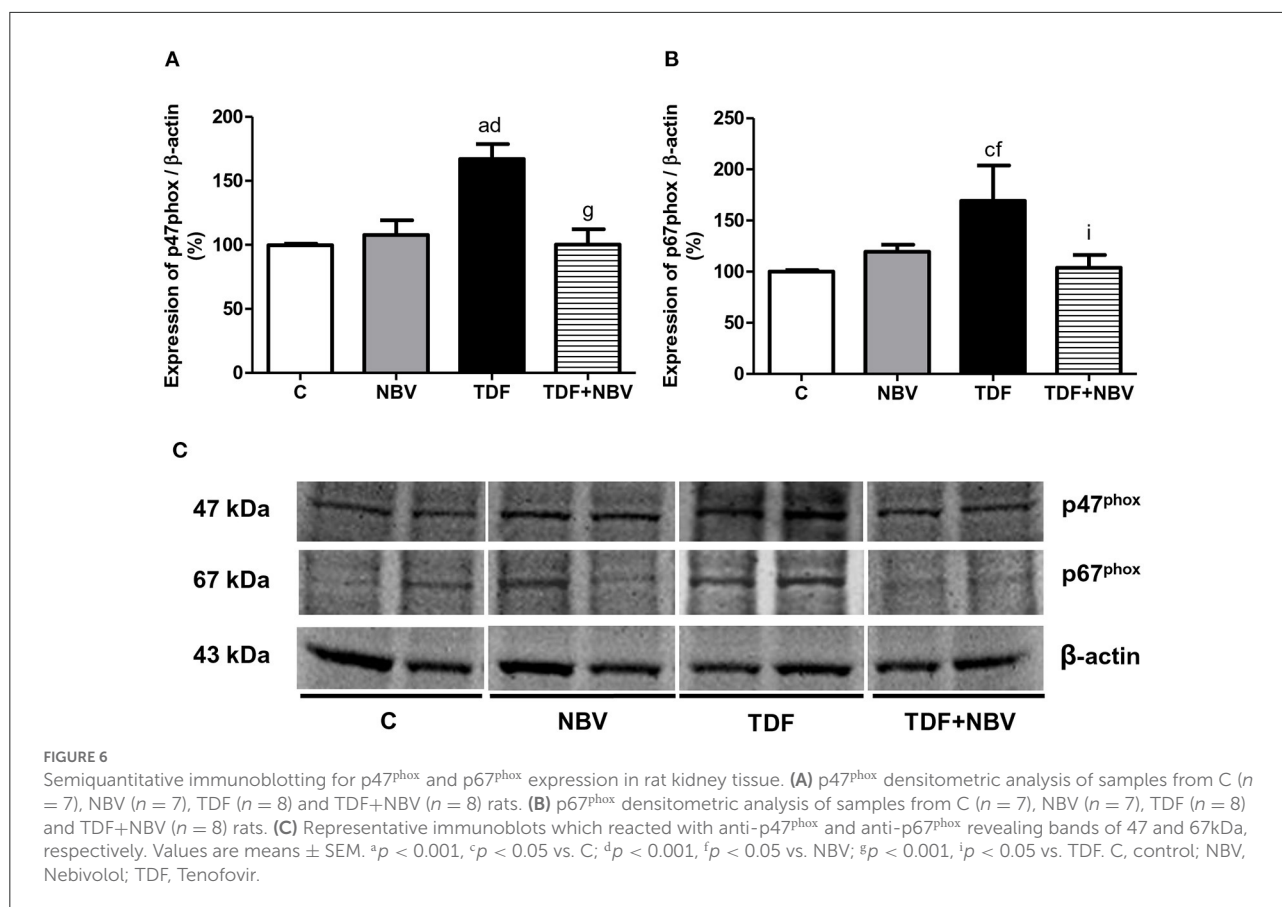 A
B
Expression of p47phox / β-actin
(%)
200
150
100
50
0
ad
g
C NBV TDF TDF+NBV
Expression of p67phox / β-actin
(%)
250
200
150
100
50
0
cf
i
C NBV TDF TDF+NBV
C
47 kDa p47phox
67 kDa p67phox
43 kDa β-actin
C NBV TDF TDF+NBV
FIGURE 6
Semiquantitative immunoblotting for p47phox and p67phox expression in rat kidney tissue. (A) p47phox densitometric analysis of samples from C (n
= 7), NBV (n = 7), TDF (n = 8) and TDF+NBV (n = 8) rats. (B) p67phox densitometric analysis of samples from C (n = 7), NBV (n = 7), TDF (n = 8)
and TDF+NBV (n = 8) rats. (C) Representative immunoblots which reacted with anti-p47phox and anti-p67phox revealing bands of 47 and 67kDa,
respectively. Values are means ± SEM. ap < 0.001, cp < 0.05 vs. C; dp < 0.001, fp < 0.05 vs. NBV; gp < 0.001, ip < 0.05 vs. TDF. C, control; NBV,
Nebivolol; TDF, Tenofovir.